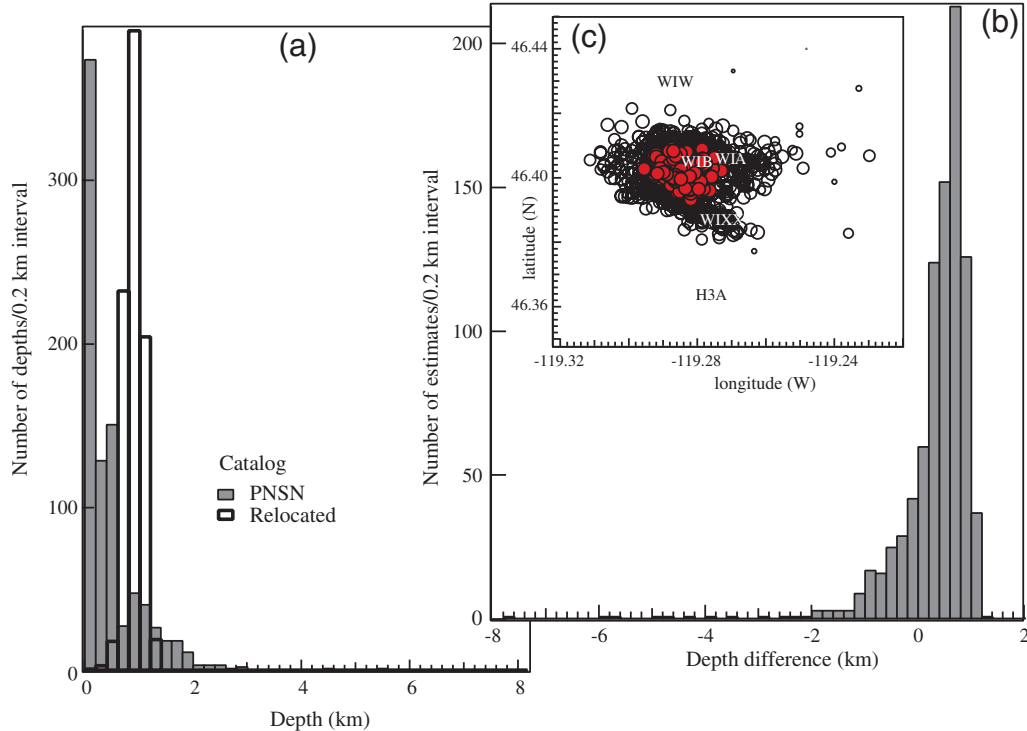 (a)
300
200
100
0
Number of depths/0.2 km interval
Catalog
PNSN
Relocated
0
2
4
6
8
Depth (km)
(b)
200
150
100
50
0
Number of estimates/0.2 km interval
-8
-6
-4
-2
0
2
Depth difference (km)
(c)
46.44
46.40
46.36
latitude (N)
WIW
WIB
WIA
WIXX
H3A
-119.32
-119.28
-119.24
longitude (W)